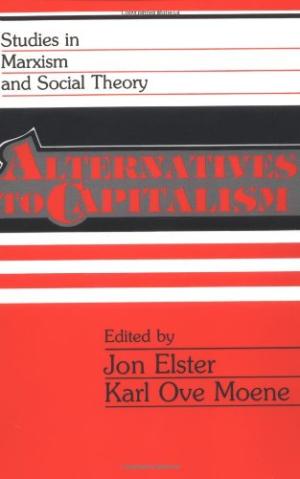 Studies in
Marxism
and Social Theory
ALTERNATIVES
TO CAPITALISM
Edited by
Jon Elster
Karl Ove Moene